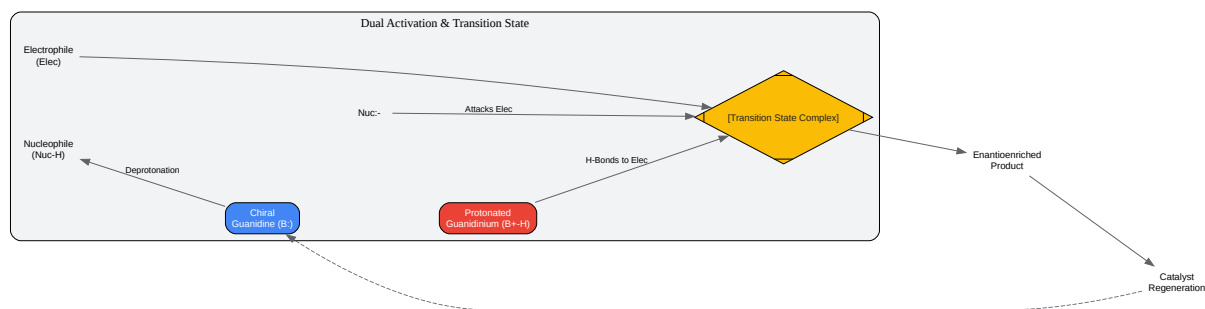 Dual Activation & Transition State
Electrophile
(Elec)
Nuc:-
Attacks Elec
[Transition State Complex]
Nucleophile
(Nuc-H)
Deprotonation
H-Bonds to Elec
Enantioenriched
Product
Chiral
Guanidine (B:)
Protonated
Guanidinium (B+-H)
Catalyst
Regeneration